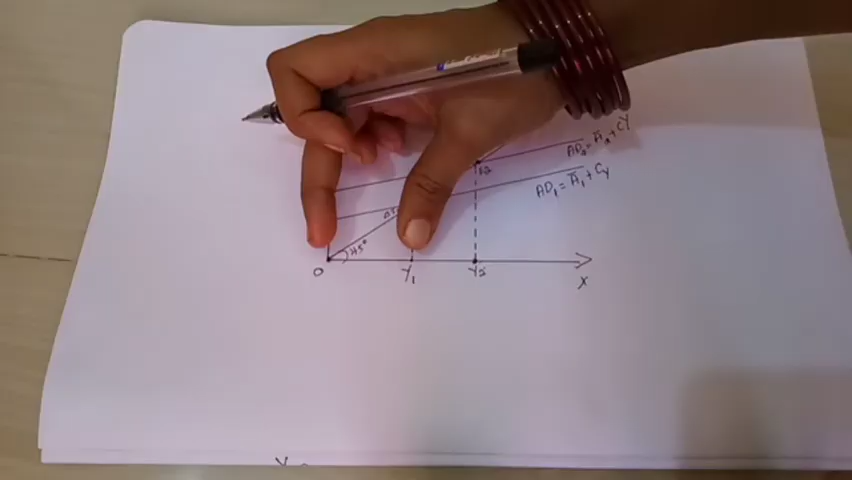 AD₂ = A̅₂ + CY
AD₁ = A̅₁ + Cy
45°
O
Y₁
Y₂
X
Y